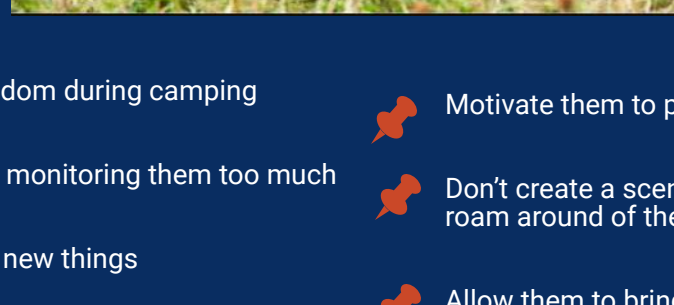 dom during camping
monitoring them too much
new things
Motivate them to p
Don't create a scen
roam around of the
Allow them to bring